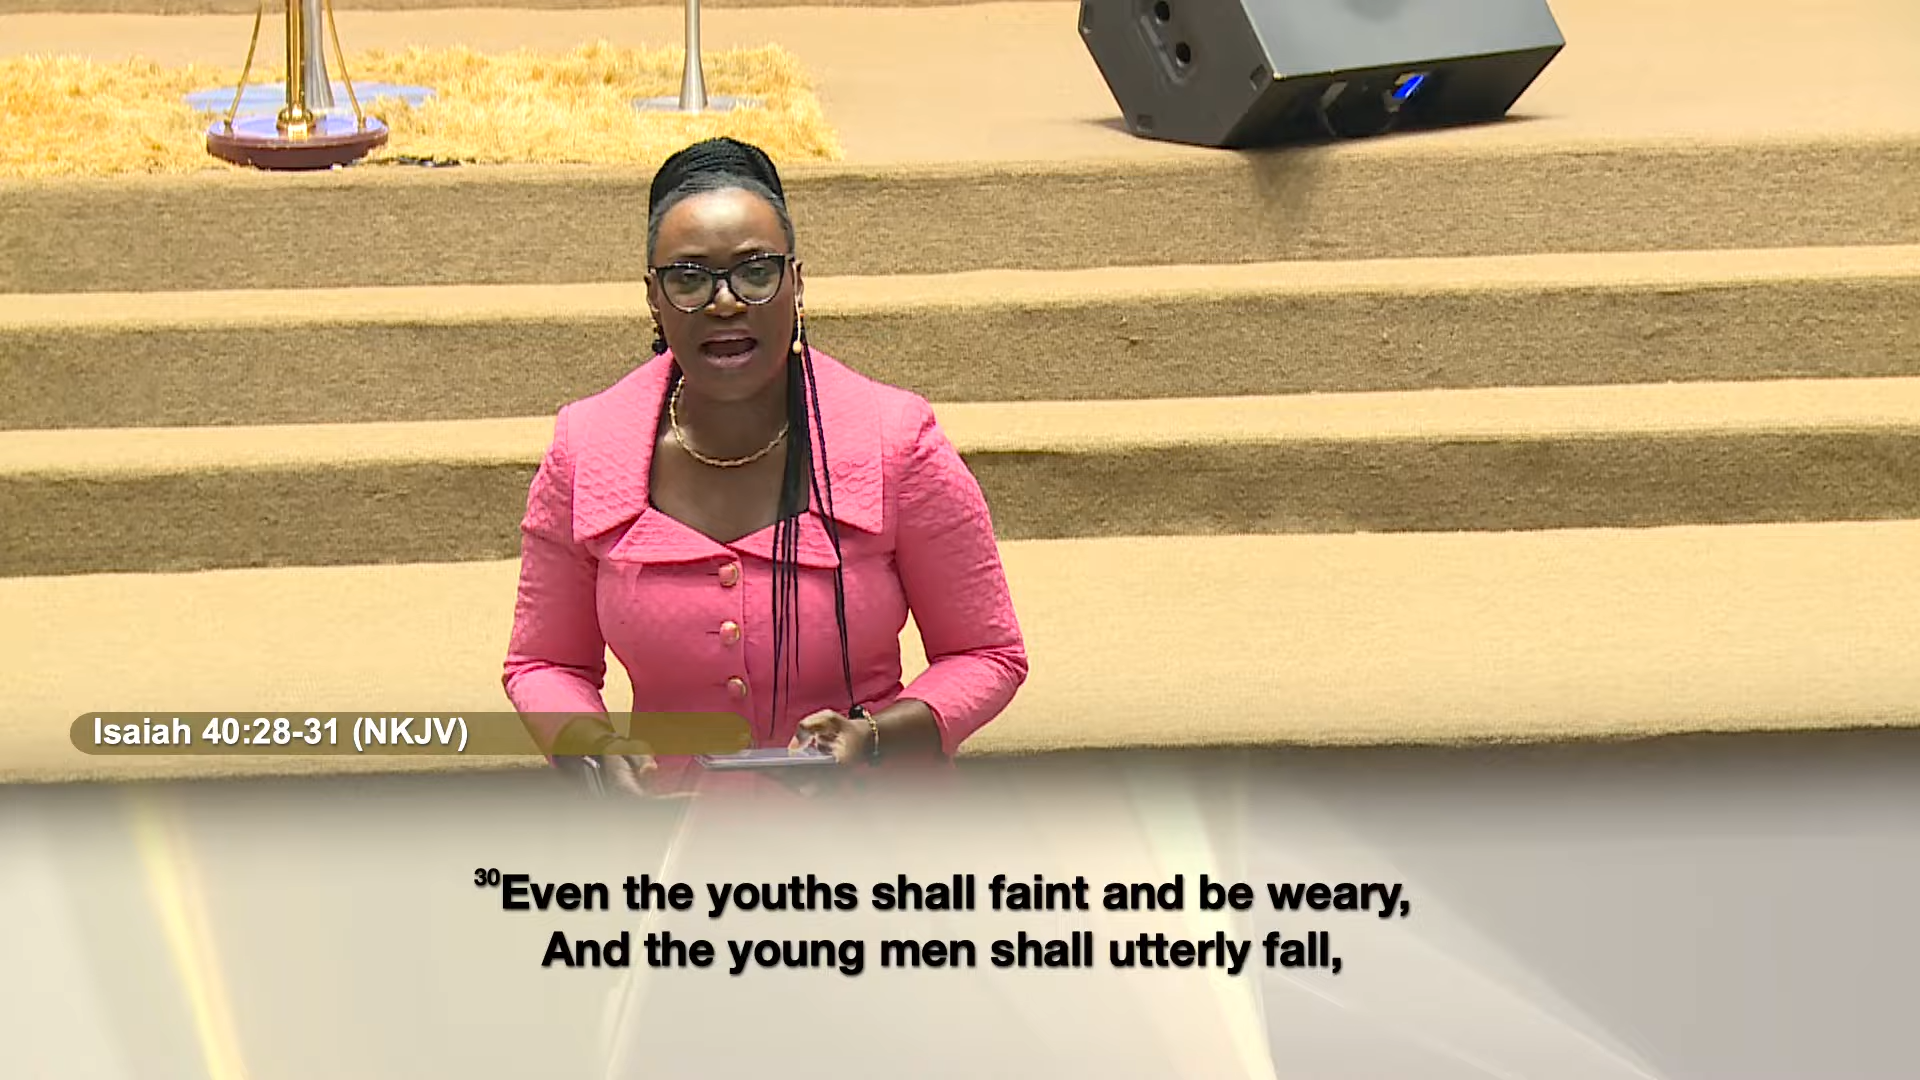 Isaiah 40:28-31 (NKJV)
30Even the youths shall faint and be weary,
And the young men shall utterly fall,